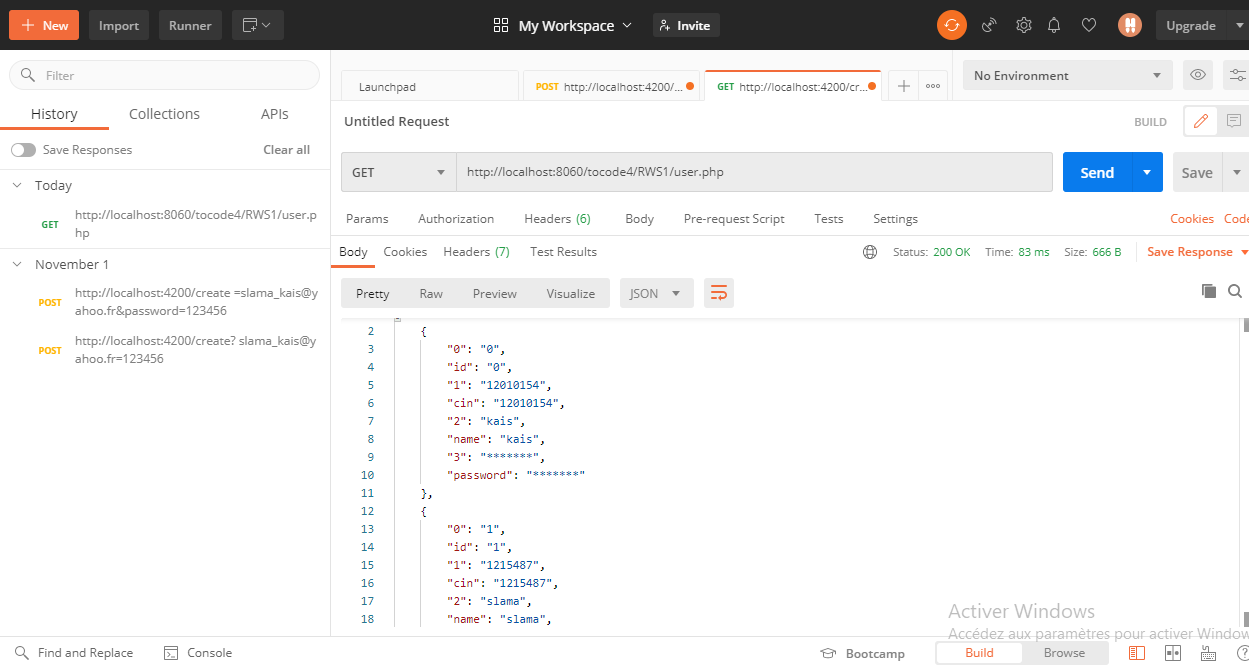 New Import Runner My Workspace Invite Upgrade
Filter
History Collections APIs
Save Responses Clear all
Today
GET http://localhost:8060/tocode4/RWS1/user.p
hp
November 1
POST http://localhost:4200/create =slama_kais@y
ahoo.fr&password=123456
POST http://localhost:4200/create? slama_kais@y
ahoo.fr=123456
Launchpad POST http://localhost:4200/... GET http://localhost:4200/cr... No Environment
Untitled Request BUILD
GET http://localhost:8060/tocode4/RWS1/user.php Send Save
Params Authorization Headers (6) Body Pre-request Script Tests Settings Cookies Code
Body Cookies Headers (7) Test Results Status: 200 OK Time: 83 ms Size: 666 B Save Response
Pretty Raw Preview Visualize JSON
2 {
3 "0": "0",
4 "id": "0",
5 "1": "12010154",
6 "cin": "12010154",
7 "2": "kais",
8 "name": "kais",
9 "3": "*******",
10 "password": "*******"
11 },
12 {
13 "0": "1",
14 "id": "1",
15 "1": "1215487",
16 "cin": "1215487",
17 "2": "slama",
18 "name": "slama",
Activer Windows
Accédez aux paramètres pour activer Window
Find and Replace Console Bootcamp Build Browse